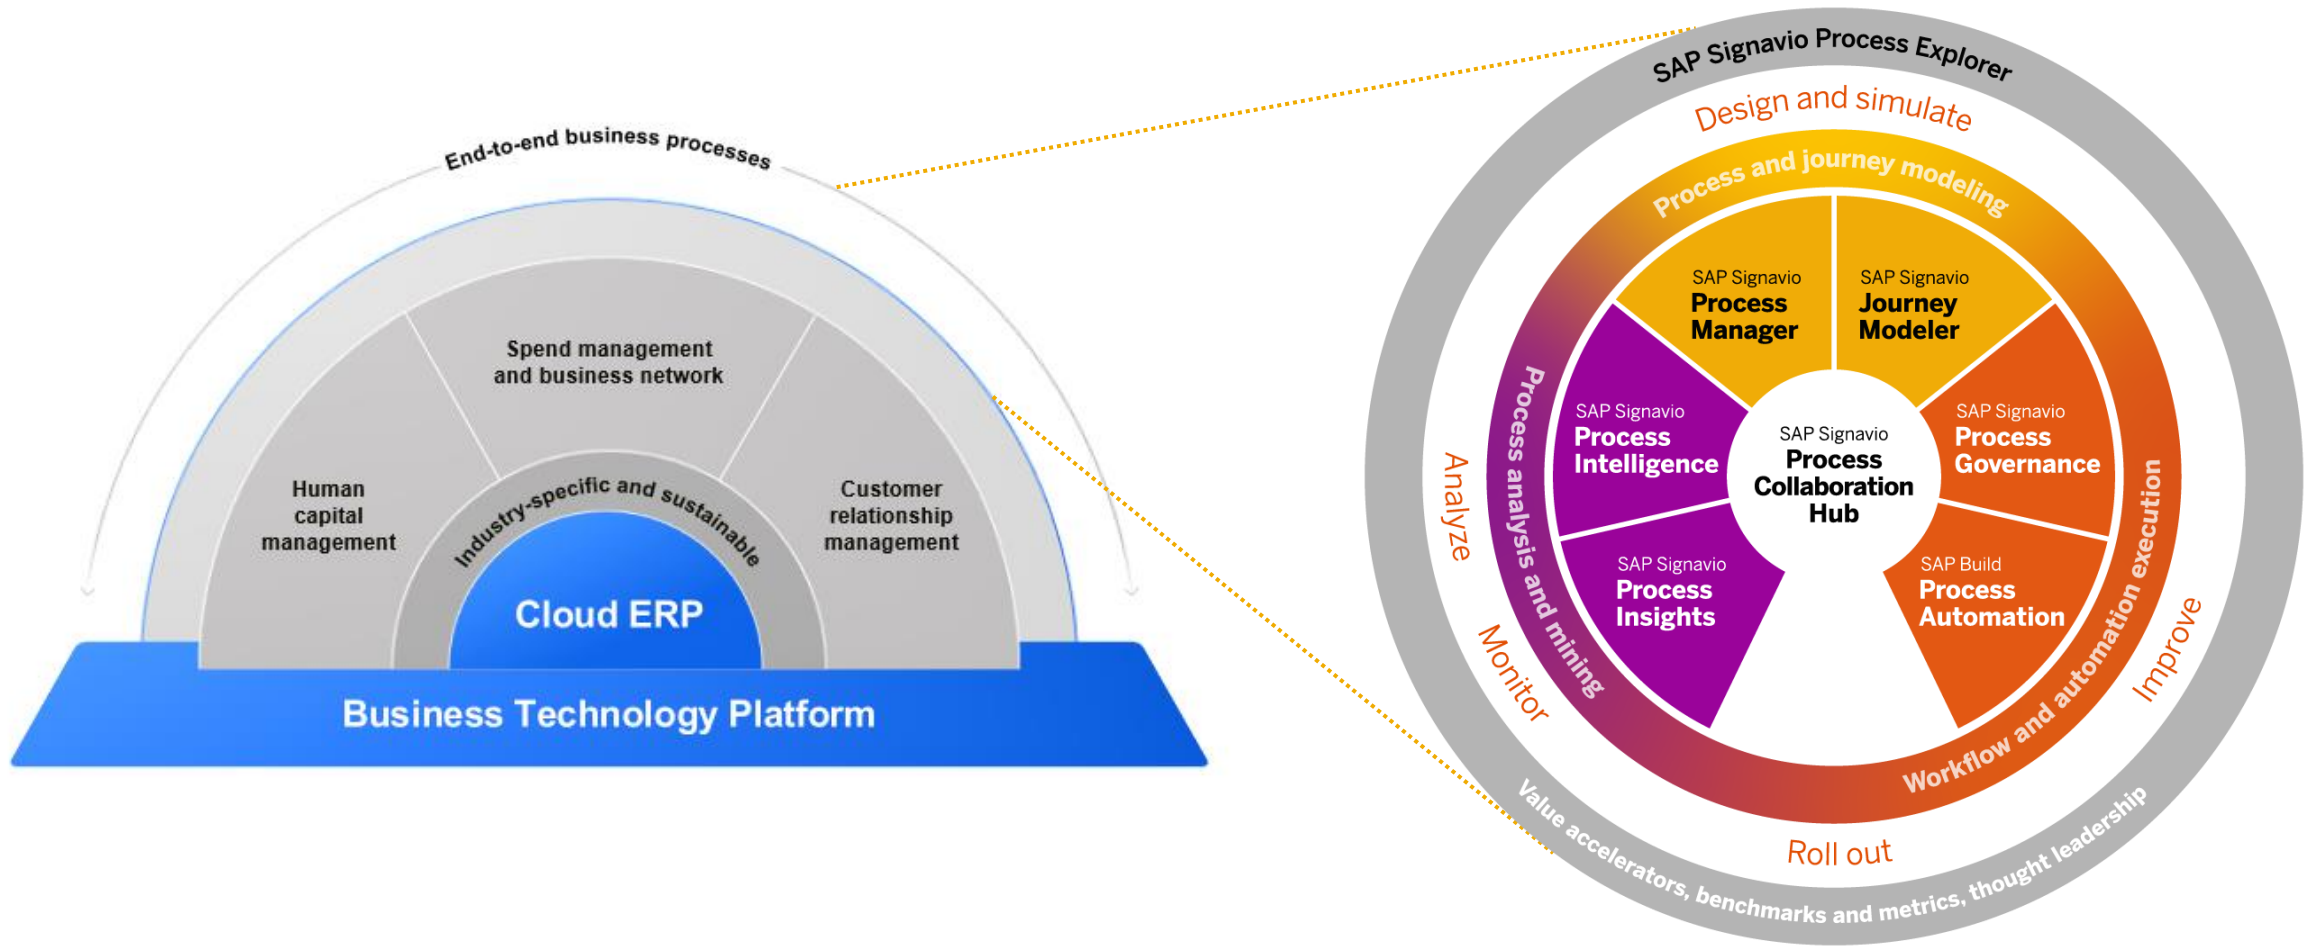 End-to-end business processes
Spend management
and business network
Human
capital
management
Customer
relationship
management
Industry-specific and sustainable
Cloud ERP
Business Technology Platform
SAP Signavio Process Explorer
Design and simulate
Process and journey modeling
SAP Signavio
Process
Manager
SAP Signavio
Journey
Modeler
SAP Signavio
Process
Intelligence
SAP Signavio
Process
Governance
SAP Signavio
Process
Collaboration
Hub
SAP Signavio
Process
Insights
SAP Build
Process
Automation
Process analysis and mining
Workflow and automation execution
Analyze
Monitor
Improve
Roll out
Value accelerators, benchmarks and metrics, thought leadership